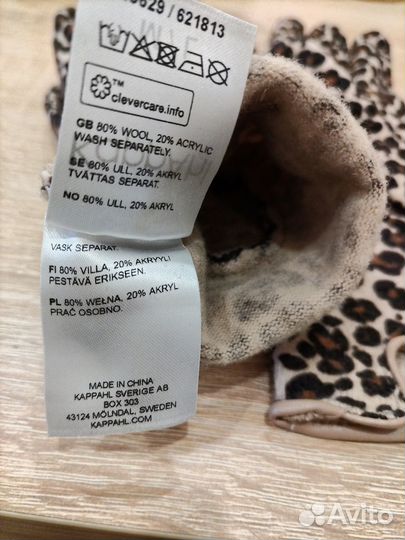 629 / 621813
™
clevercare.info
GB 80% WOOL, 20% ACRYLIC
WASH SEPARATELY.
SE 80% ULL, 20% AKRYL
TVÄTTAS SEPARAT.
NO 80% ULL, 20% AKRYL
VASK SEPARAT.
FI 80% VILLA, 20% AKRYYLI
PESTÄVÄ ERIKSEEN.
PL 80% WEŁNA, 20% AKRYL
PRAĆ OSOBNO.
MADE IN CHINA
KAPPAHL SVERIGE AB
BOX 303
43124 MÖLNDAL, SWEDEN
KAPPAHL.COM
Avito